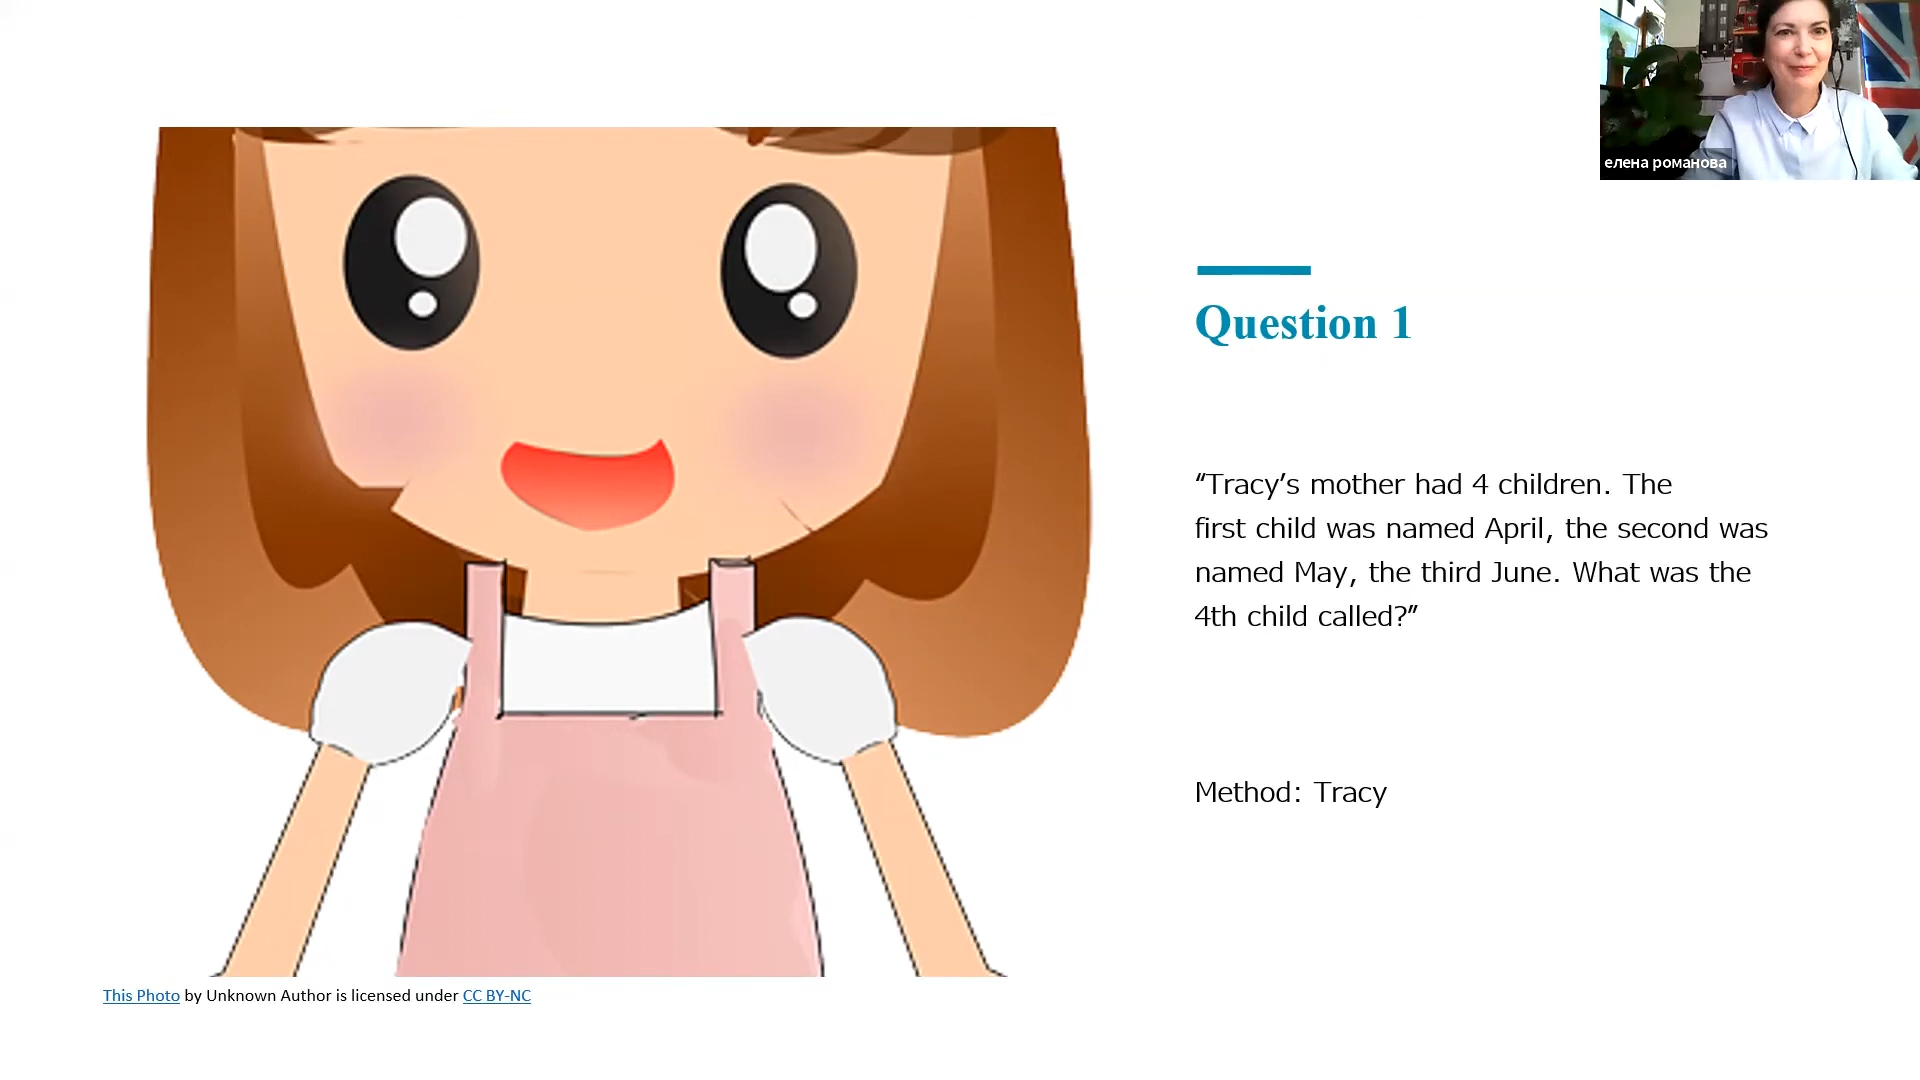 елена романова
Question 1
“Tracy’s mother had 4 children. The
first child was named April, the second was
named May, the third June. What was the
4th child called?”
Method: Tracy
This Photo by Unknown Author is licensed under CC BY-NC